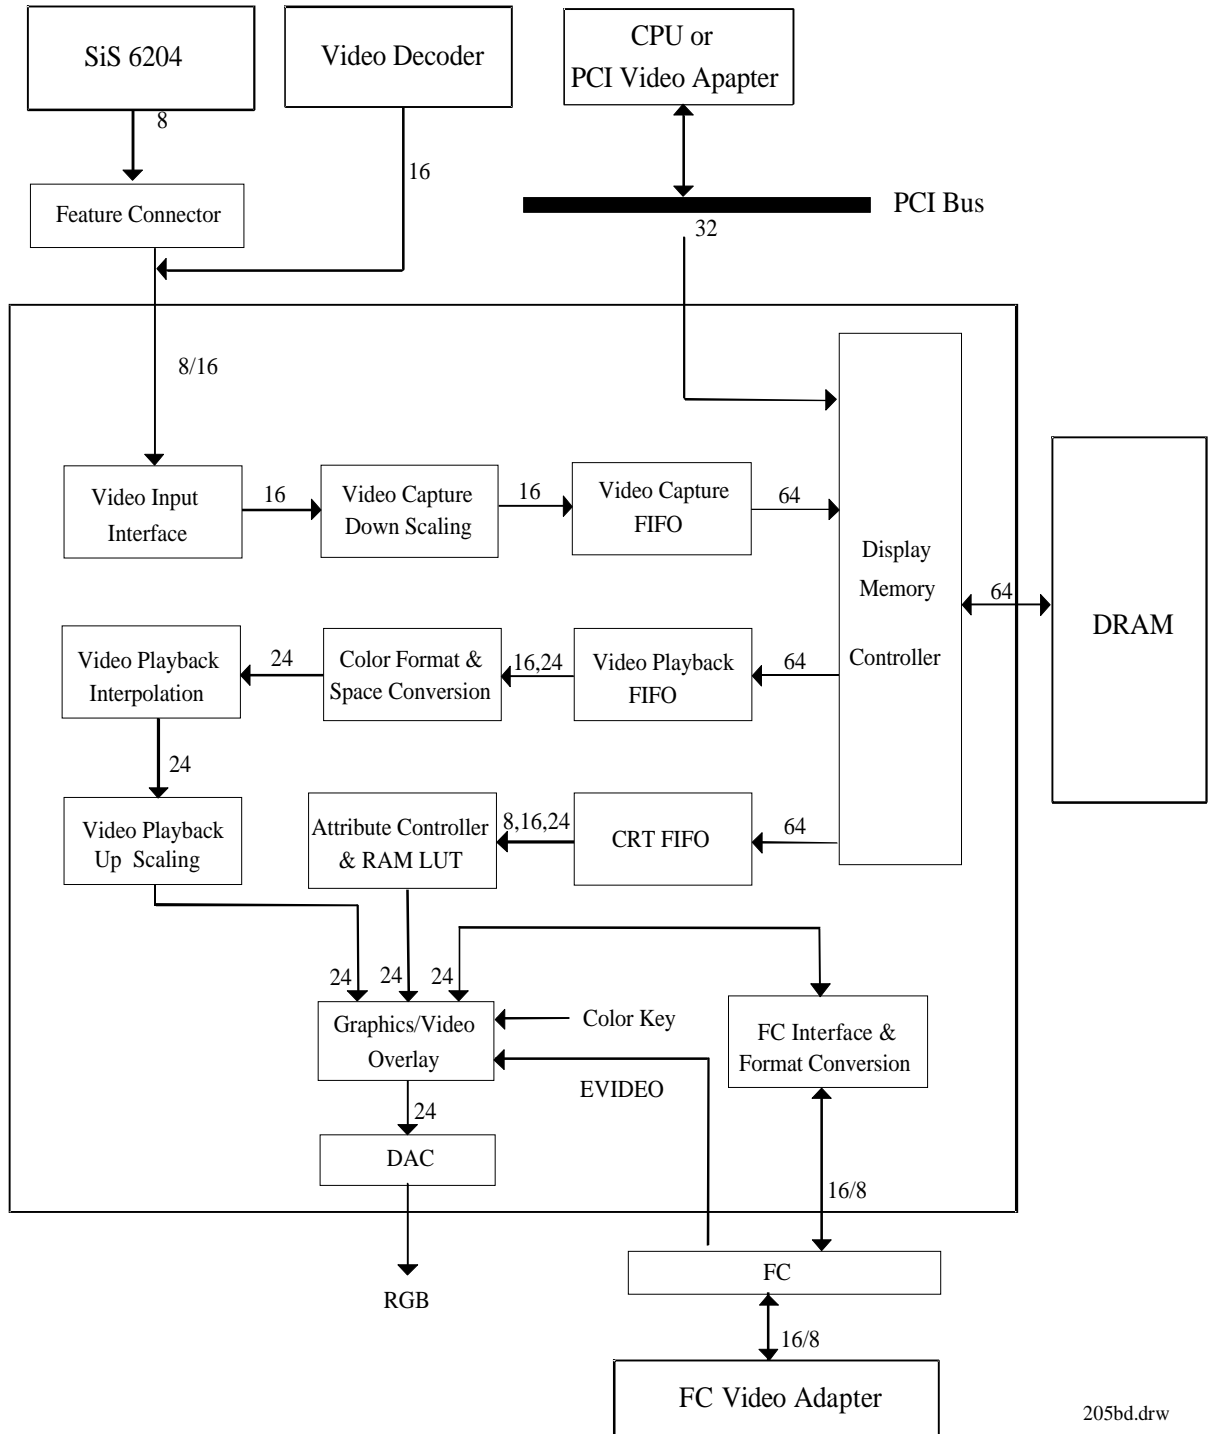 SiS 6204
Video Decoder
CPU or
PCI Video Apapter
8
16
PCI Bus
32
Feature Connector
8/16
Video Input
Interface
16
Video Capture
Down Scaling
16
Video Capture
FIFO
64
Display
Memory
Controller
64
DRAM
Video Playback
Interpolation
24
Color Format &
Space Conversion
16,24
Video Playback
FIFO
64
24
Video Playback
Up Scaling
Attribute Controller
& RAM LUT
8,16,24
CRT FIFO
64
24
24
24
Graphics/Video
Overlay
Color Key
EVIDEO
FC Interface &
Format Conversion
24
DAC
16/8
RGB
FC
16/8
FC Video Adapter
205bd.drw